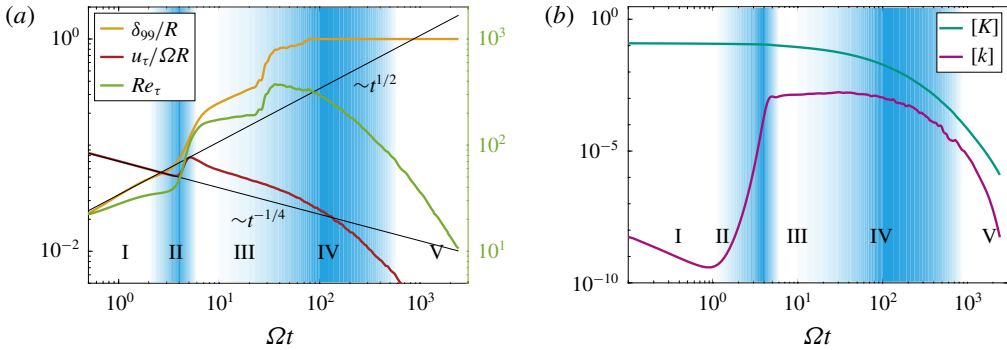 (a)
δ99/R
uτ/ΩR
Reτ
~t^1/2
~t^−1/4
I II III IV V
10^0
10^−2
10^3
10^2
10^1
10^0 10^1 10^2 10^3
Ωt
(b)
[K]
[k]
I II III IV V
10^0
10^−5
10^−10
10^0 10^1 10^2 10^3
Ωt